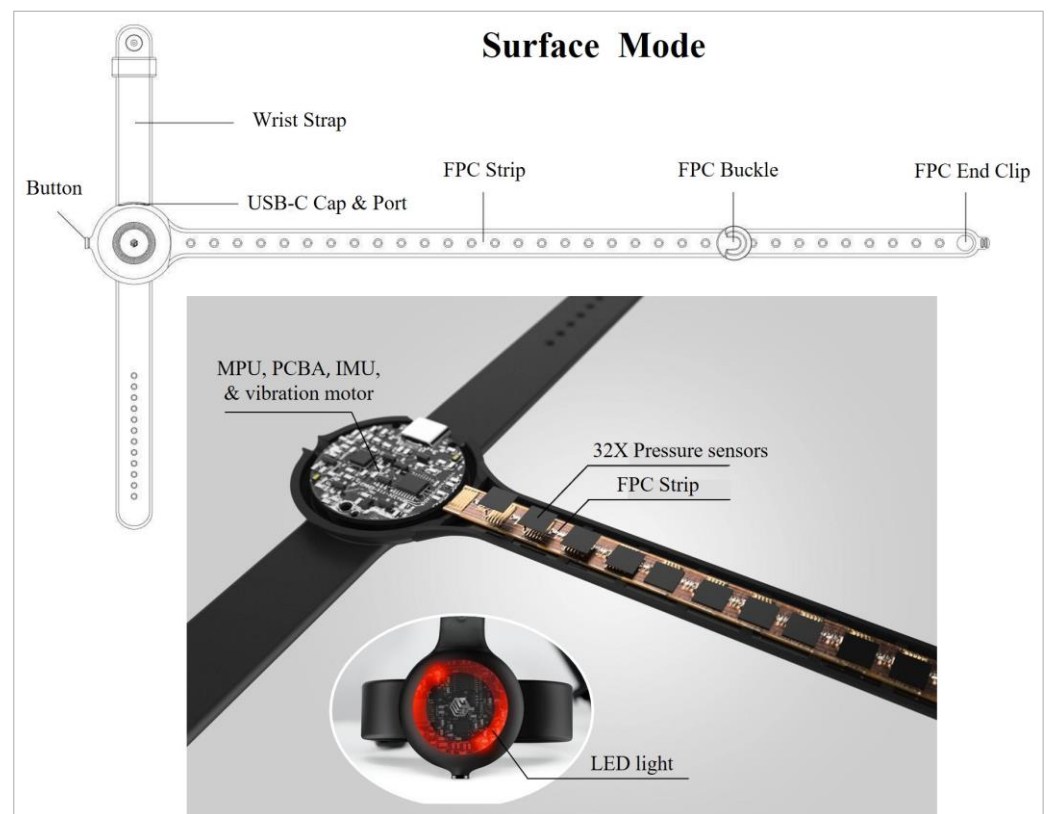 Surface Mode
Wrist Strap
FPC Strip
FPC Buckle
FPC End Clip
Button
USB-C Cap & Port
MPU, PCBA, IMU,
& vibration motor
32X Pressure sensors
FPC Strip
LED light